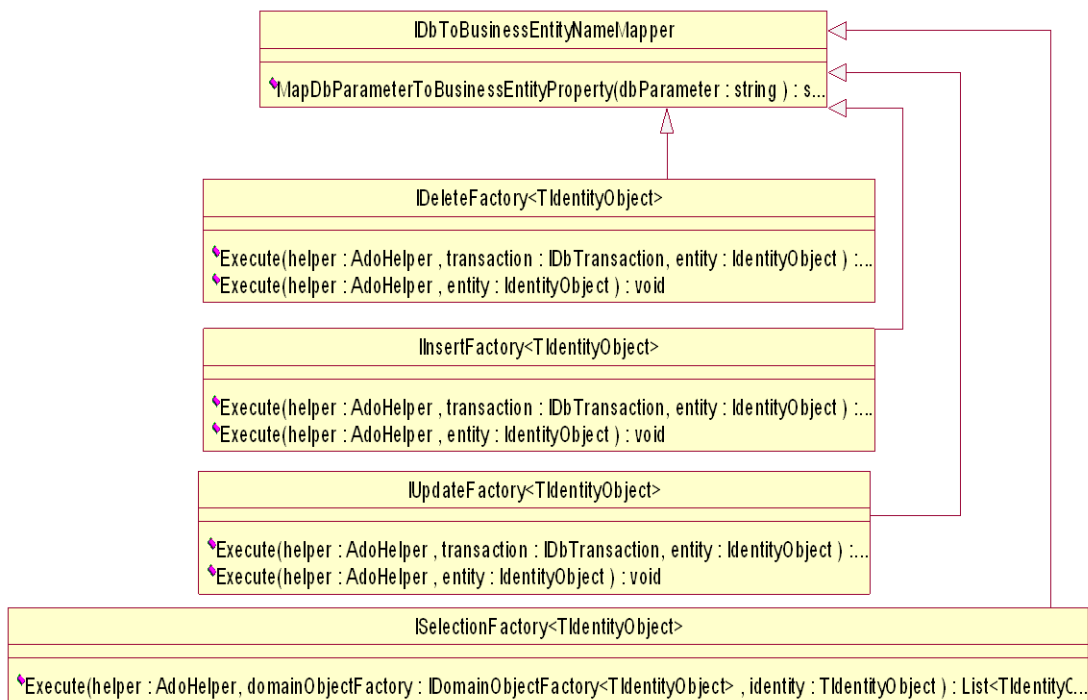 IDbToBusinessEntityNameMapper
MapDbParameterToBusinessEntityProperty(dbParameter : string ) : s...
IDeleteFactory<TIdentityObject>
Execute(helper : AdoHelper , transaction : IDbTransaction, entity : IdentityObject ) :...
Execute(helper : AdoHelper , entity : IdentityObject ) : void
IInsertFactory<TIdentityObject>
Execute(helper : AdoHelper , transaction : IDbTransaction, entity : IdentityObject ) :...
Execute(helper : AdoHelper , entity : IdentityObject ) : void
IUpdateFactory<TIdentityObject>
Execute(helper : AdoHelper , transaction : IDbTransaction, entity : IdentityObject ) :...
Execute(helper : AdoHelper , entity : IdentityObject ) : void
ISelectionFactory<TIdentityObject>
Execute(helper : AdoHelper, domainObjectFactory : IDomainObjectFactory<TIdentityObject> , identity : TIdentityObject ) : List<TIdentityO...